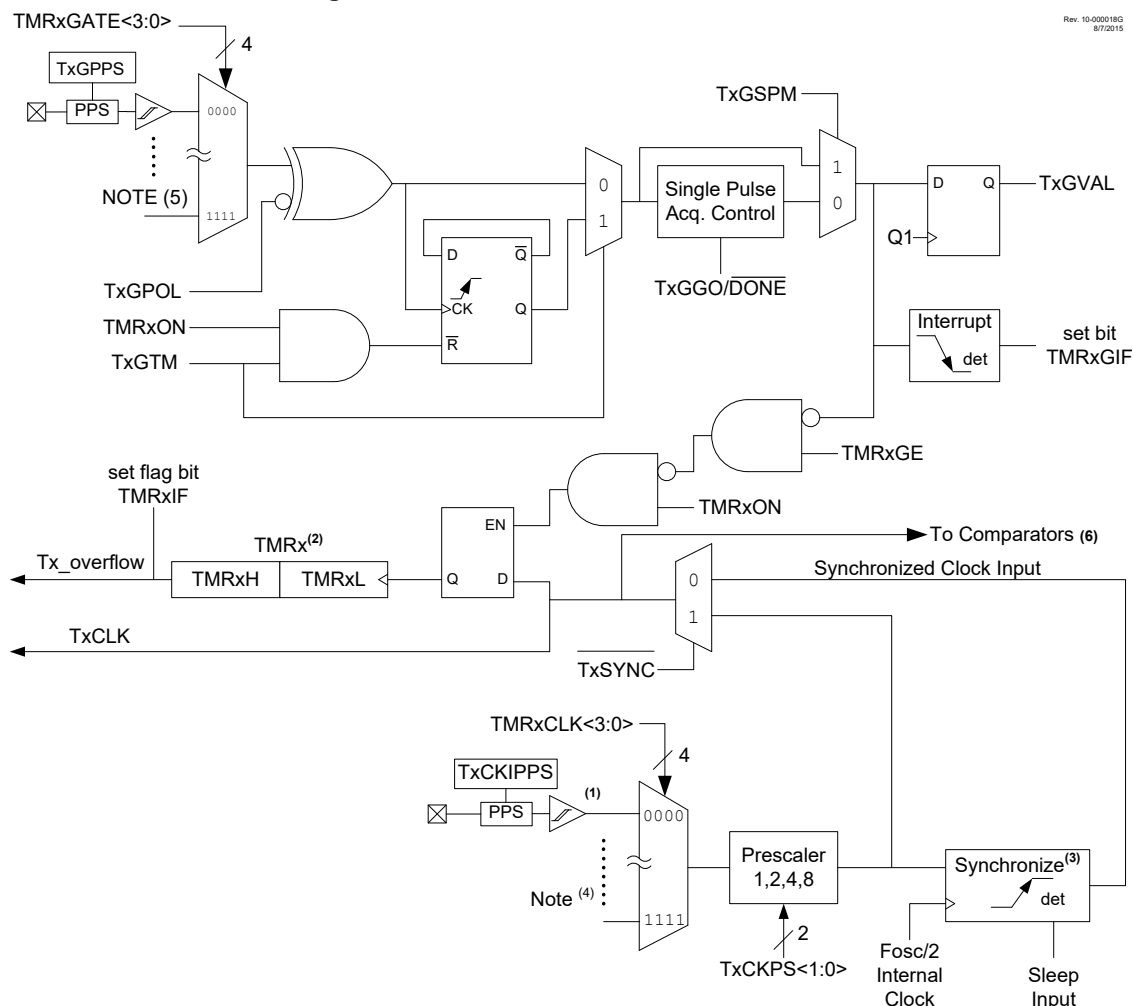 Rev. 10-000018G
8/7/2015
TMRxGATE<3:0>
4
TxGPPS
PPS
0000
NOTE (5)
1111
TxGPOL
TMRxON
TxGTM
D
Q
CK
Q
R
0
1
TxGSPM
Single Pulse
Acq. Control
1
0
TxGGO/DONE
D
Q
TxGVAL
Q1
Interrupt
det
set bit
TMRxGIF
TMRxGE
TMRxON
set flag bit
TMRxIF
EN
Tx_overflow
TMRx(2)
TMRxH
TMRxL
Q
D
To Comparators (6)
Synchronized Clock Input
0
1
TxCLK
TxSYNC
TMRxCLK<3:0>
4
TxCKIPPS
PPS
(1)
0000
Note (4)
1111
Prescaler
1,2,4,8
2
TxCKPS<1:0>
Synchronize(3)
det
Fosc/2
Internal
Clock
Sleep
Input